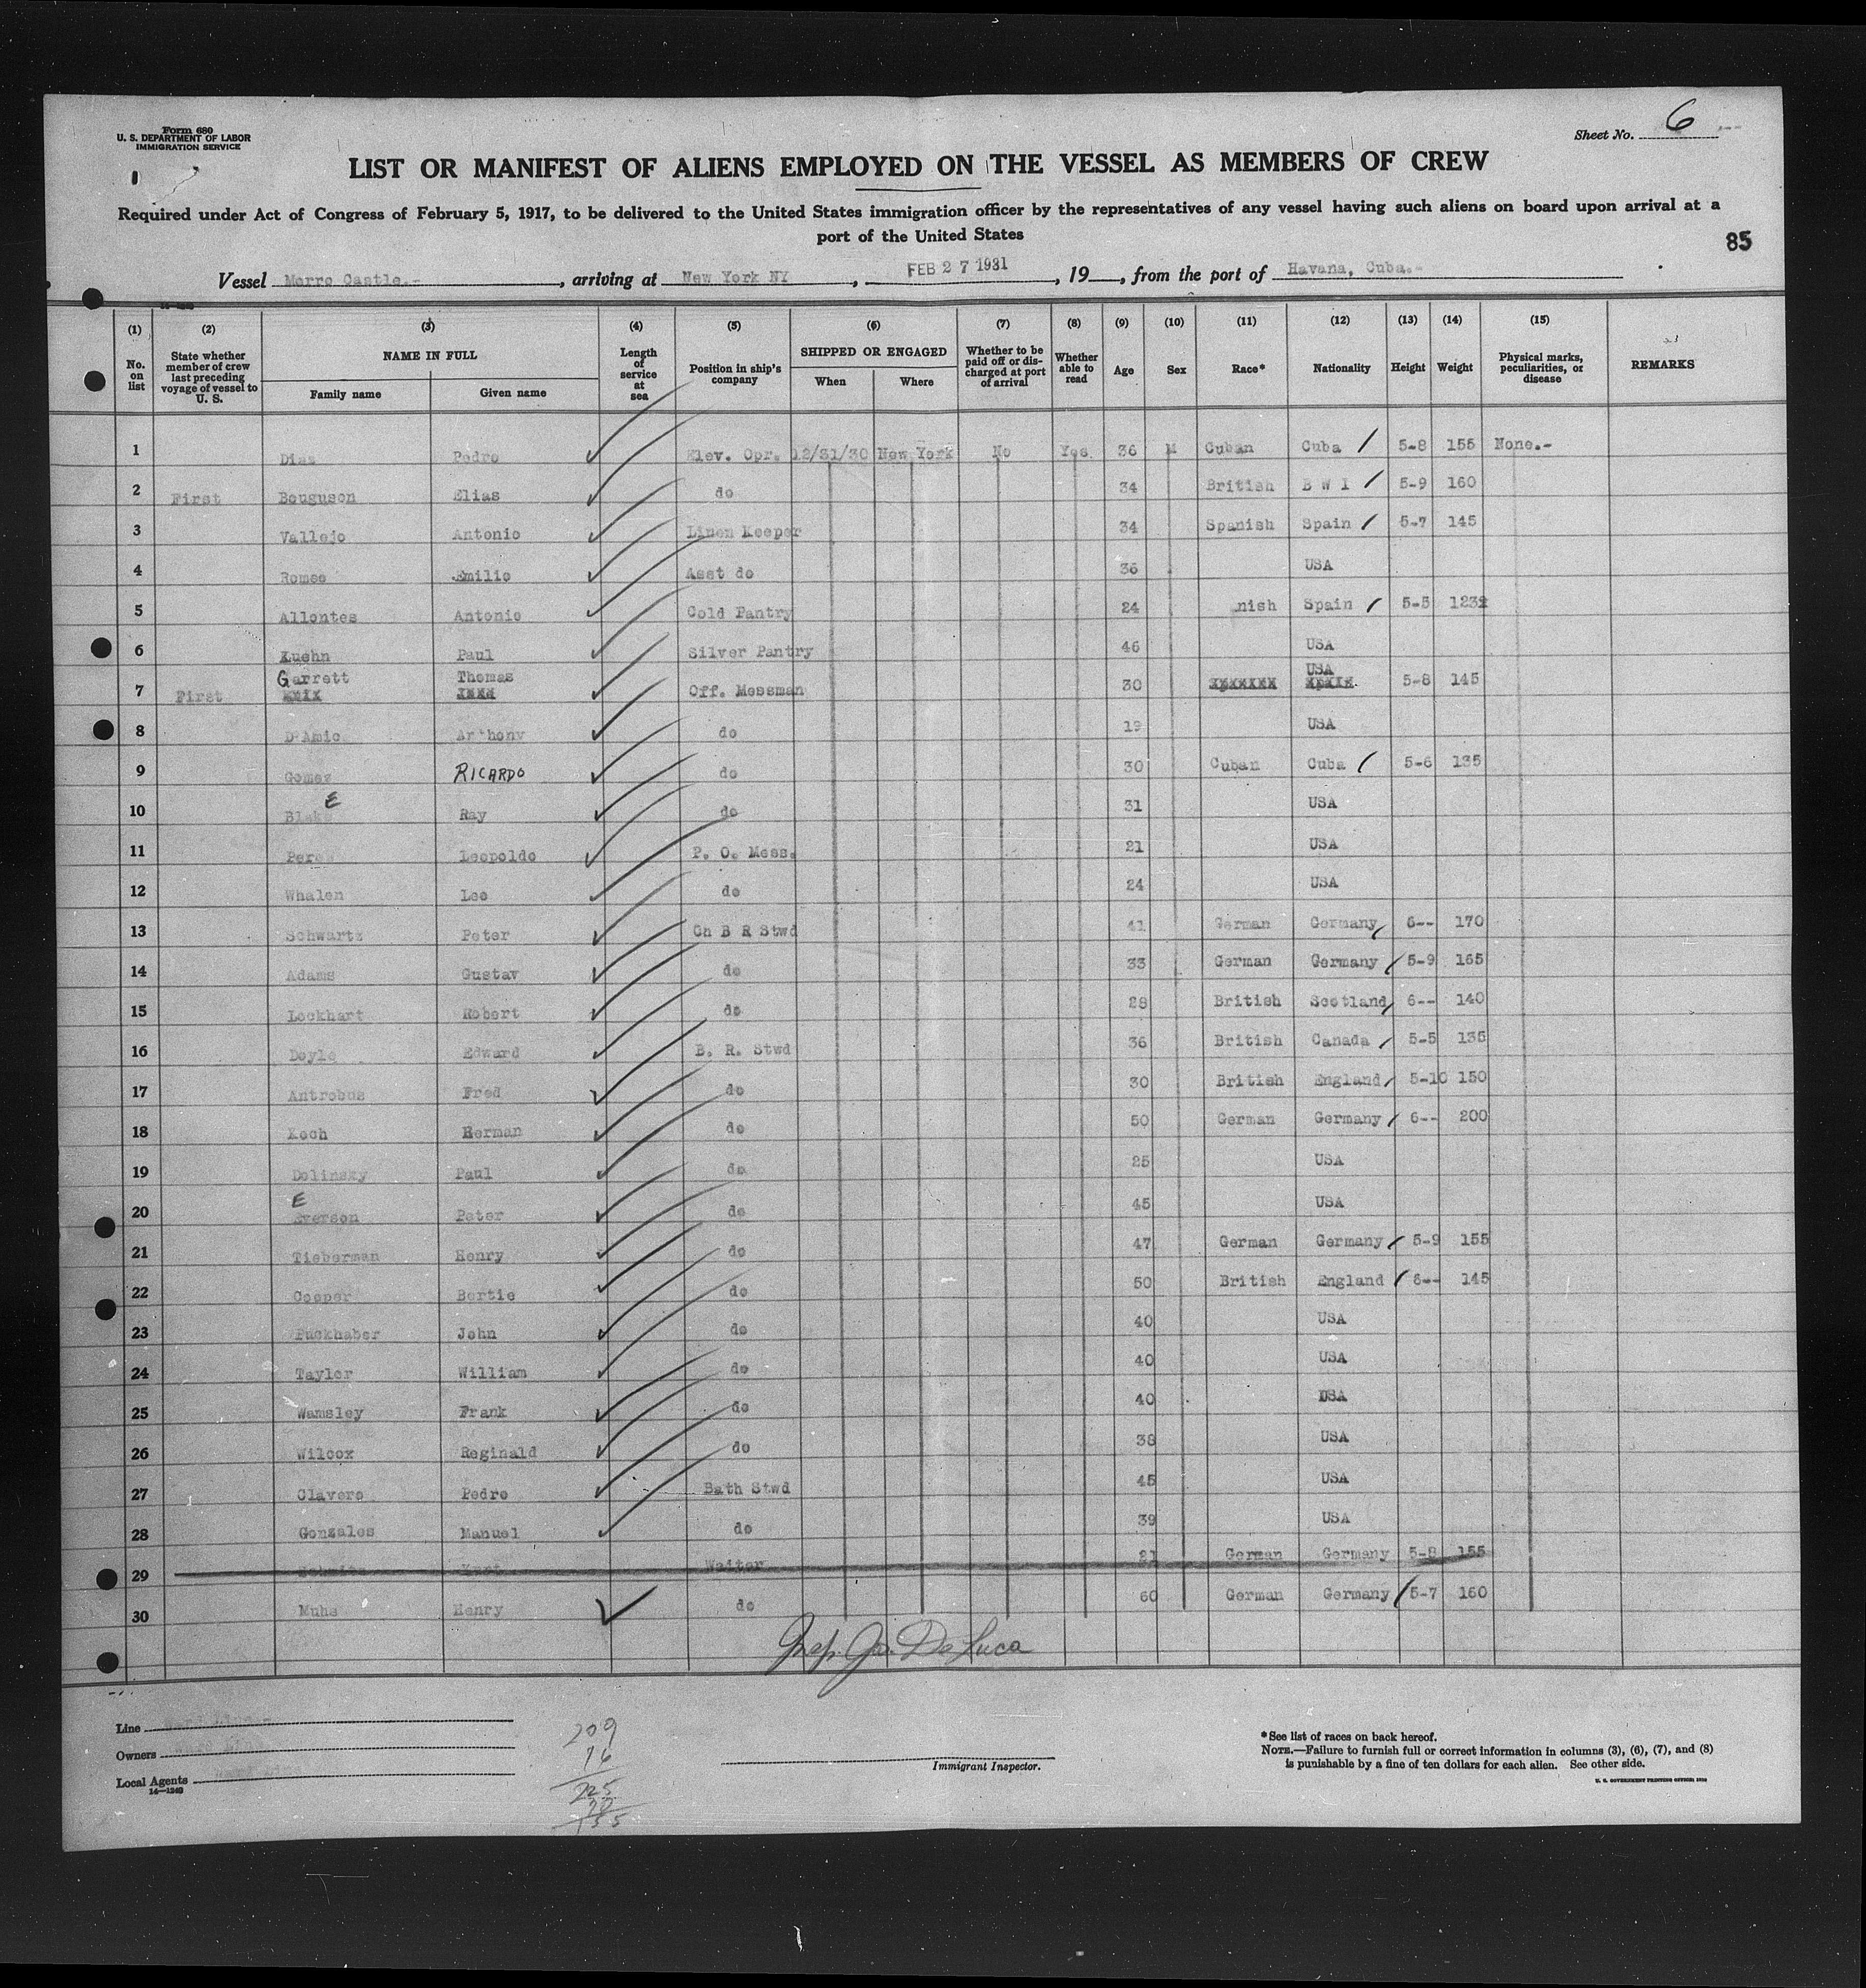 Form 680
U. S. DEPARTMENT OF LABOR
IMMIGRATION SERVICE
Sheet No. 6
LIST OR MANIFEST OF ALIENS EMPLOYED ON THE VESSEL AS MEMBERS OF CREW
Required under Act of Congress of February 5, 1917, to be delivered to the United States immigration officer by the representatives of any vessel having such aliens on board upon arrival at a
port of the United States
85
Vessel Morro Castle.- , arriving at New York NY , FEB 27 1931 , 19 , from the port of Havana, Cuba.-
(1) (2) (3) (4) (5) (6) (7) (8) (9) (10) (11) (12) (13) (14) (15)
No. on list State whether member of crew last preceding voyage of vessel to U. S. NAME IN FULL Family name Given name Length of service at sea Position in ship's company SHIPPED OR ENGAGED When Where Whether to be paid off or discharged at port of arrival Whether able to read Age Sex Race* Nationality Height Weight Physical marks, peculiarities, or disease REMARKS
1 Dias Pedro Elev. Opr. 12/31/30 New York No Yes 36 M Cuban Cuba 5-8 155 None.-
2 First Bouguson Elias do 34 British B W I 5-9 160
3 Vallejo Antonio Linen Keeper 34 Spanish Spain 5-7 145
4 Emilio Asst do 36 USA
5 Allontes Antonio Cold Pantry 24 nish Spain 5-5
6 Kuehn Paul Silver Pantry 46 USA
7 First Garrett Thomas Off. Messman 30 USA 5-8 145
8 D'Amic Anthony do 19 USA
9 Gomez RICARDO do 30 Cuban Cuba 5-6 135
10 Blake Ray do 31 USA
11 Leopoldo P. O. Mess. 21 USA
12 Whalen Leo do 24 USA
13 Schwartz Peter Ch B R Stwd 41 German Germany 6-- 170
14 Adams Gustav do 33 German Germany 5-9 165
15 Lockhart Robert do 28 British Scotland 6-- 140
16 Doyle Edward B. R. Stwd 36 British Canada 5-5 135
17 Antrobus Fred do 30 British England 5-10 150
18 Koch Herman do 50 German Germany 6-- 200
19 Dolinsky Paul do 25 USA
20 Everson Peter do 45 USA
21 Tieberman Henry do 47 German Germany 5-9 155
22 Cooper Bertie do 50 British England 6-- 145
23 Puckhaber John do 40 USA
24 Taylor William do 40 USA
25 Wamsley Frank do 40 USA
26 Wilcox Reginald do 38 USA
27 Clavero Pedro Bath Stwd 45 USA
28 Gonzales Manuel do 39 USA
29 Schmitz Kurt Waiter 21 German Germany 5-8 155
30 Muhs Henry do 60 German Germany 5-7 160
Insp. Jas. De Luca
Line
Owners
Local Agents
14—1240
209
16
225
70
155
Immigrant Inspector.
*See list of races on back hereof.
NOTE.—Failure to furnish full or correct information in columns (3), (6), (7), and (8)
is punishable by a fine of ten dollars for each alien. See other side.